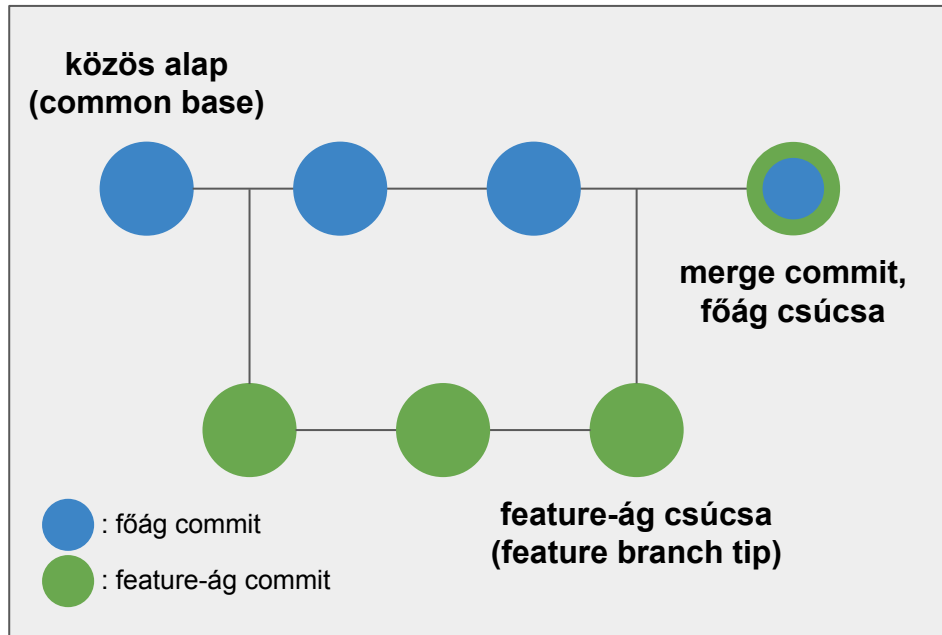 közös alap
(common base)
merge commit,
főág csúcsa
feature-ág csúcsa
(feature branch tip)
: főág commit
: feature-ág commit